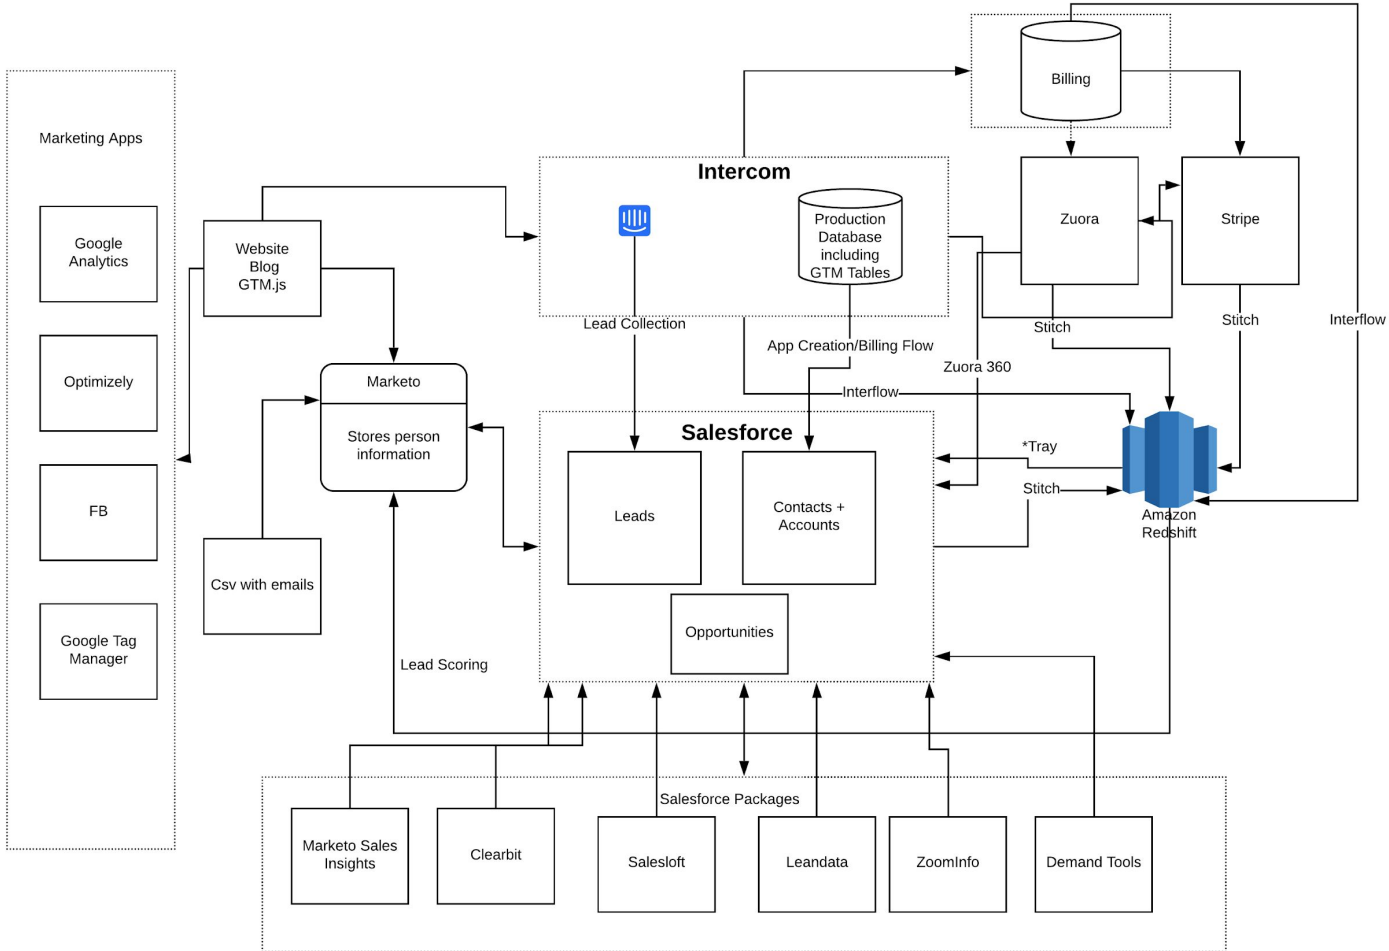 Billing
Marketing Apps
Intercom
Google
Analytics
Website
Blog
GTM.js
Production
Database
including
GTM Tables
Zuora
Stripe
Lead Collection
Stitch
Stitch
Interflow
App Creation/Billing Flow
Zuora 360
Optimizely
Marketo
Interflow
Stores person
information
Salesforce
*Tray
Stitch
FB
Leads
Contacts +
Accounts
Amazon
Redshift
Csv with emails
Opportunities
Google Tag
Manager
Lead Scoring
Salesforce Packages
Marketo Sales
Insights
Clearbit
Salesloft
Leandata
ZoomInfo
Demand Tools